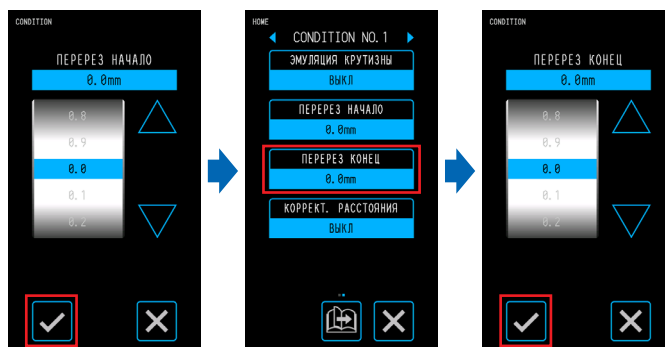 CONDITION
ПЕРЕРЕЗ НАЧАЛО
0.0mm
0.8
0.9
0.0
0.1
0.2
HOME
CONDITION NO.1
ЭМУЛЯЦИЯ КРУТИЗНЫ
ВЫКЛ
ПЕРЕРЕЗ НАЧАЛО
0.0mm
ПЕРЕРЕЗ КОНЕЦ
0.0mm
КОРРЕКТ. РАССТОЯНИЯ
ВЫКЛ
CONDITION
ПЕРЕРЕЗ КОНЕЦ
0.0mm
0.8
0.9
0.0
0.1
0.2